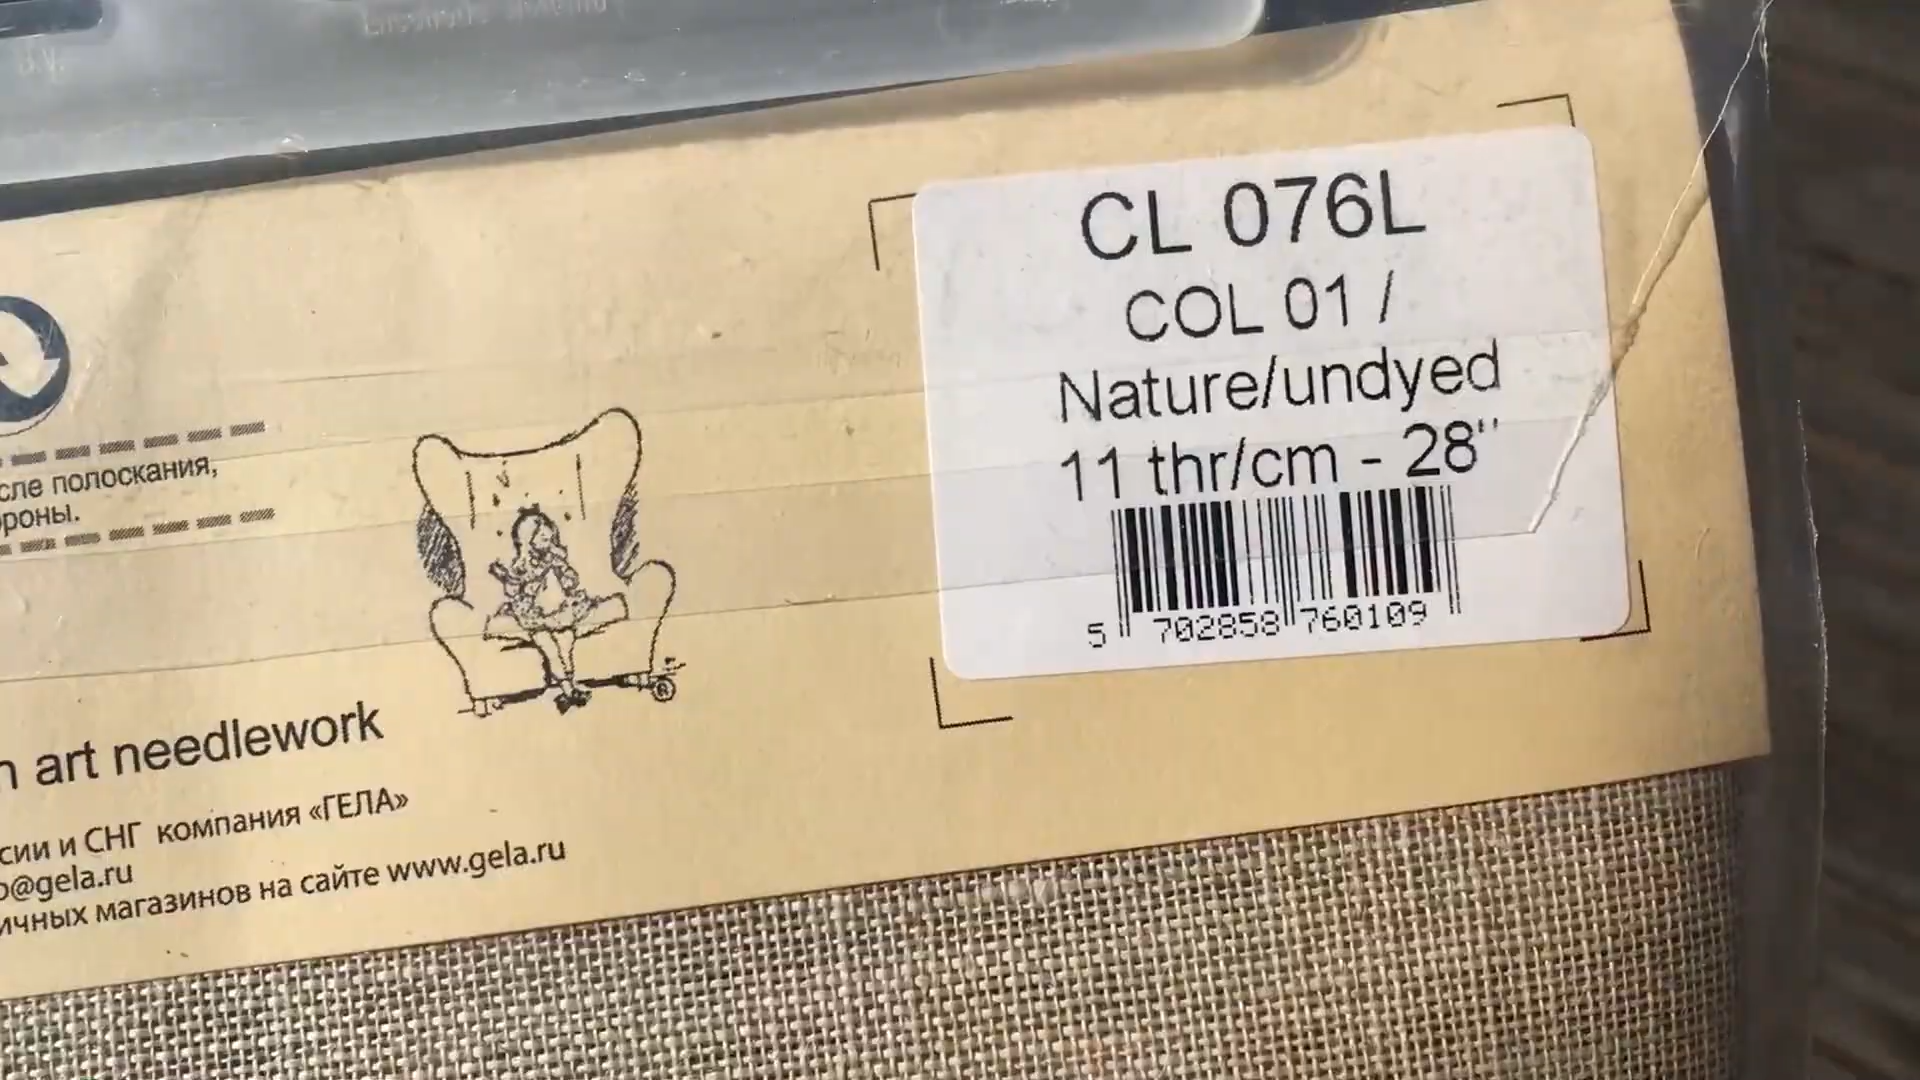 B.V.
CL 076L
COL 01 /
Nature/undyed
11 thr/cm - 28"
5 702858 760109
сле полоскания,
ороны.
n art needlework
сии и СНГ компания «ГЕЛА»
o@gela.ru
ичных магазинов на сайте www.gela.ru